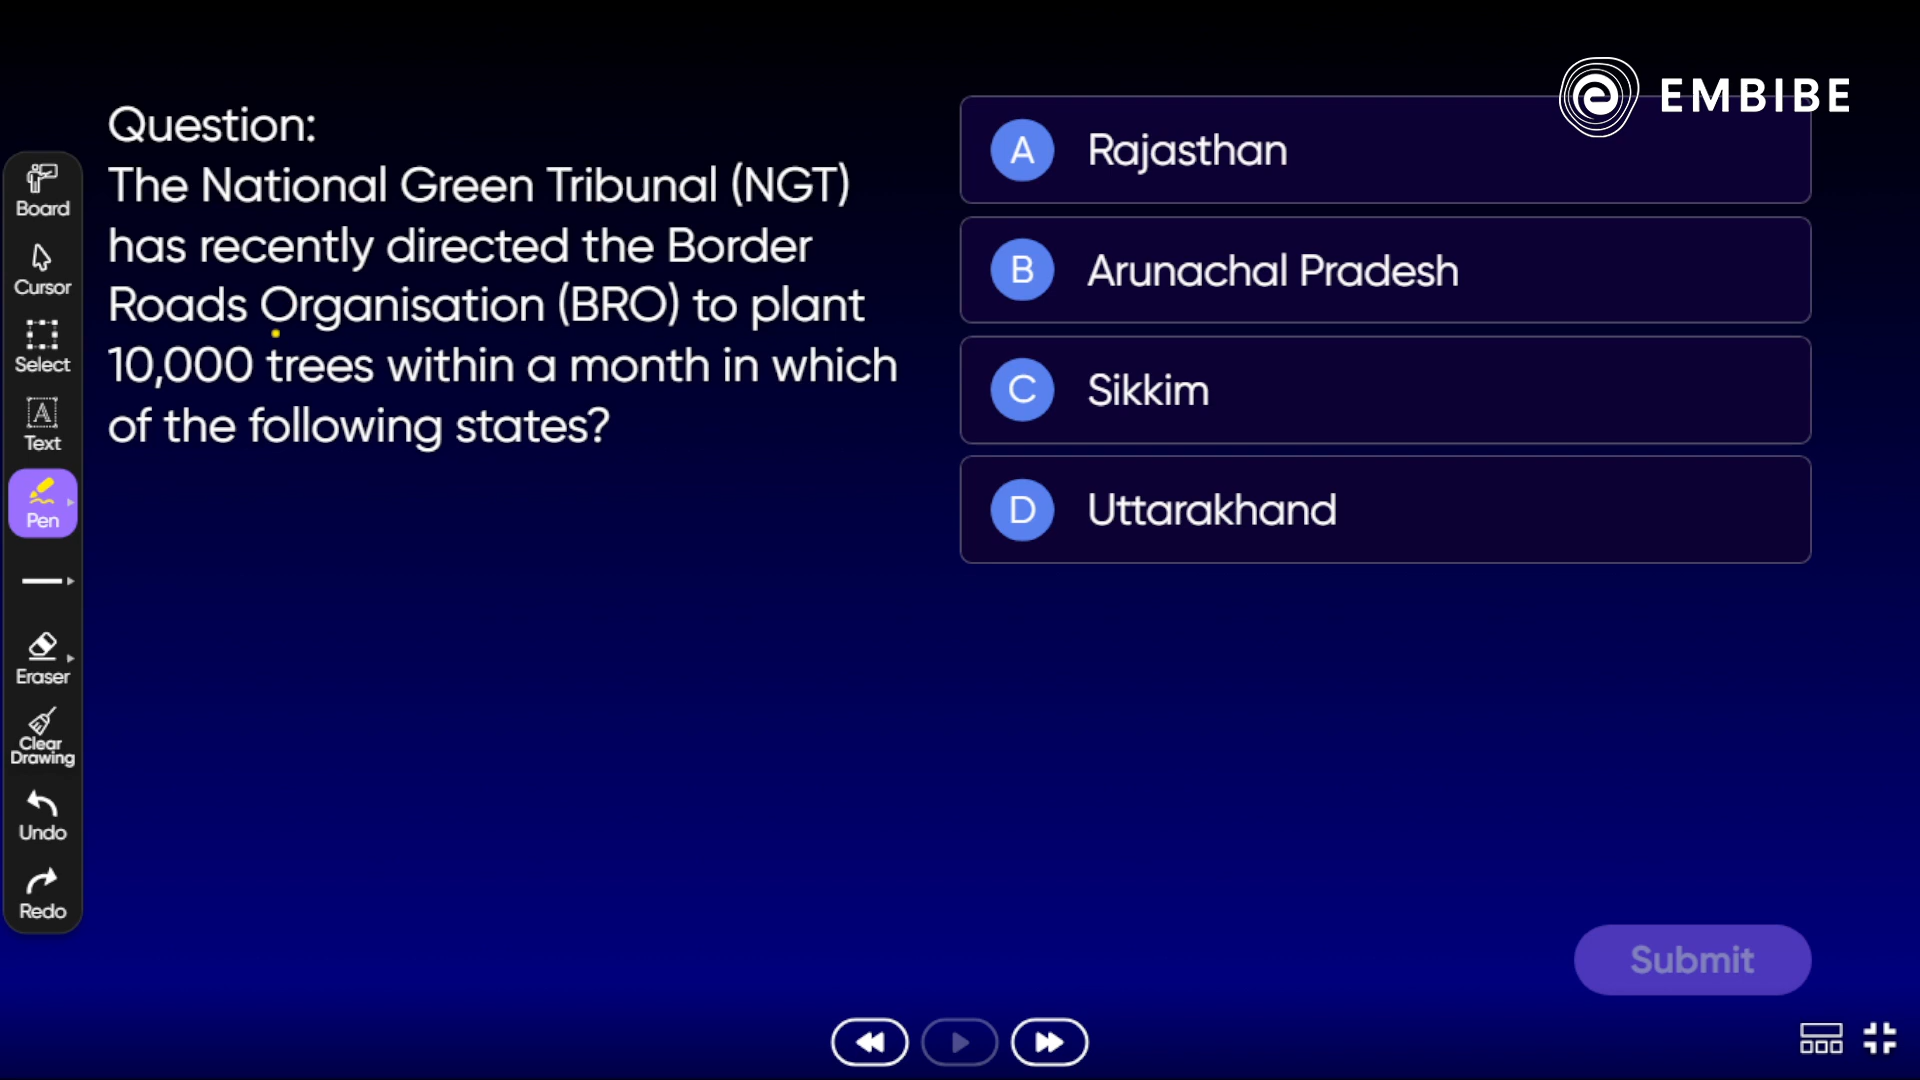 EMBIBE
Question:
The National Green Tribunal (NGT)
has recently directed the Border
Roads Organisation (BRO) to plant
10,000 trees within a month in which
of the following states?
A Rajasthan
B Arunachal Pradesh
C Sikkim
D Uttarakhand
Board
Cursor
Select
A
Text
Pen
Eraser
Clear
Drawing
Undo
Redo
Submit